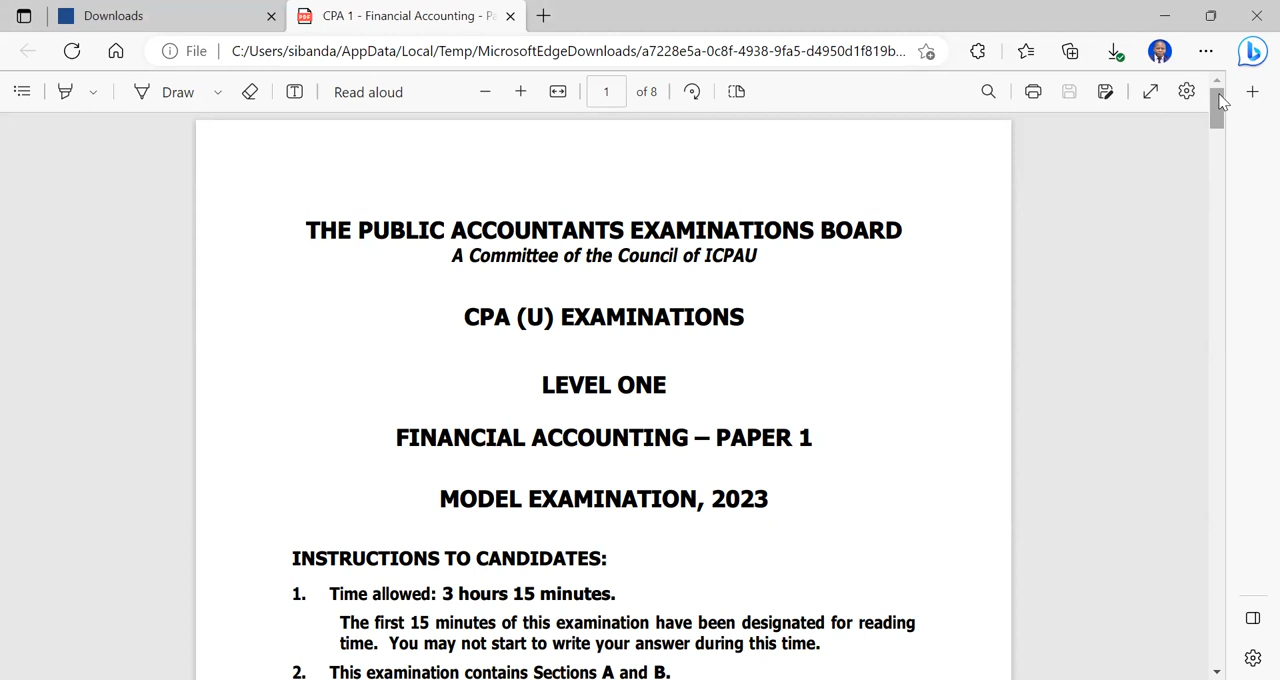 Downloads
CPA 1 - Financial Accounting - Pa
File
C:/Users/sibanda/AppData/Local/Temp/MicrosoftEdgeDownloads/a7228e5a-0c8f-4938-9fa5-d4950d1f819b...
Draw
Read aloud
1 of 8
THE PUBLIC ACCOUNTANTS EXAMINATIONS BOARD
A Committee of the Council of ICPAU
CPA (U) EXAMINATIONS
LEVEL ONE
FINANCIAL ACCOUNTING – PAPER 1
MODEL EXAMINATION, 2023
INSTRUCTIONS TO CANDIDATES:
1. Time allowed: 3 hours 15 minutes.
The first 15 minutes of this examination have been designated for reading
time. You may not start to write your answer during this time.
2. This examination contains Sections A and B.